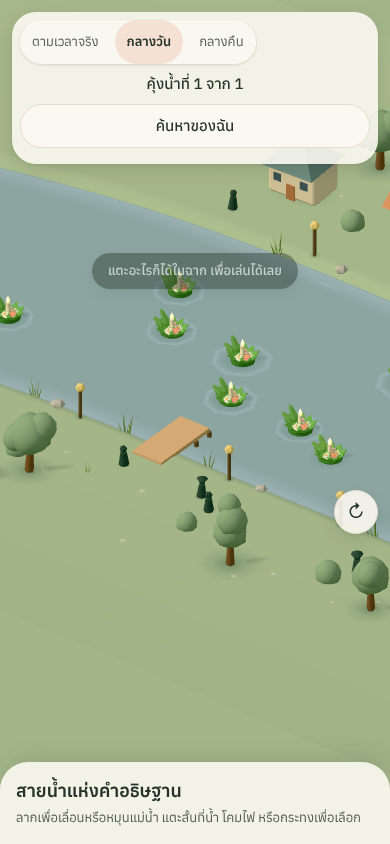 ตามเวลาจริง กลางวัน กลางคืน
คุ้งน้ำที่ 1 จาก 1
ค้นหาของฉัน
แตะอะไรก็ได้ในฉาก เพื่อเล่นได้เลย
สายน้ำแห่งคำอธิษฐาน
ลากเพื่อเลื่อนหรือหมุนแม่น้ำ แตะสั้นที่น้ำ โคมไฟ หรือกระทงเพื่อเลือก